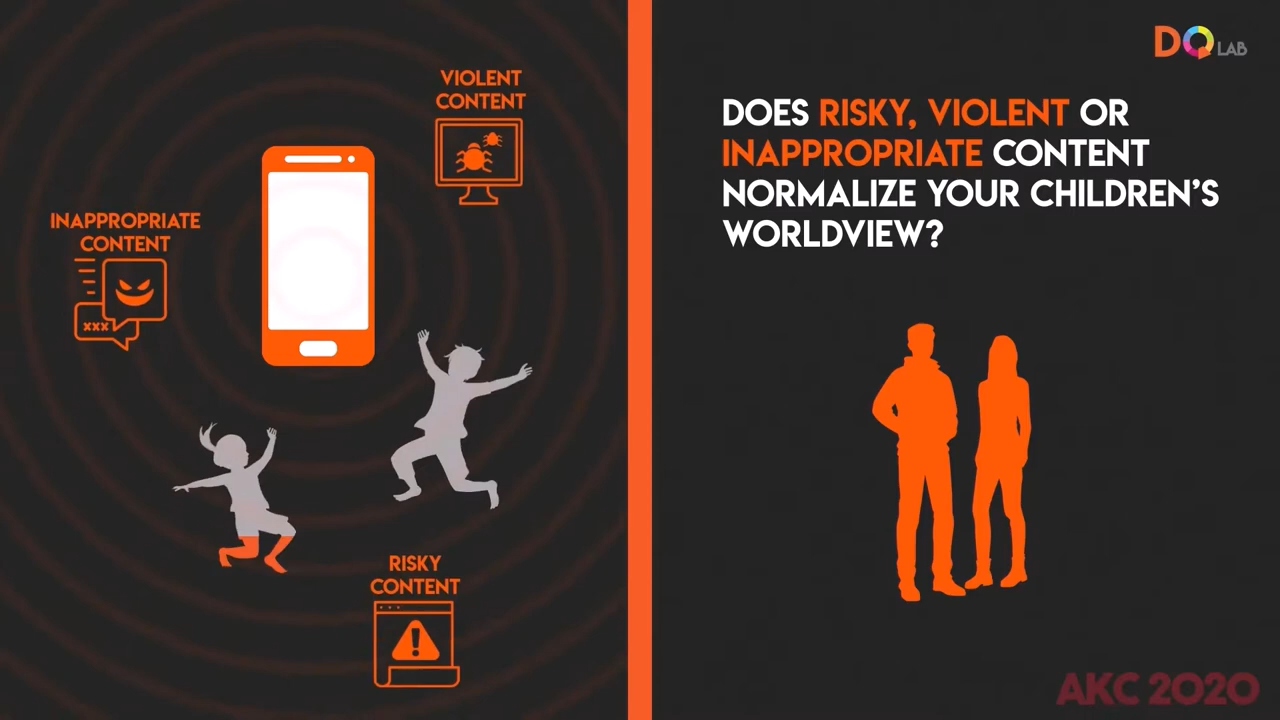 VIOLENT
CONTENT
INAPPROPRIATE
CONTENT
XXX
RISKY
CONTENT
DQ LAB
DOES RISKY, VIOLENT OR
INAPPROPRIATE CONTENT
NORMALIZE YOUR CHILDREN'S
WORLDVIEW?
AKC 2020